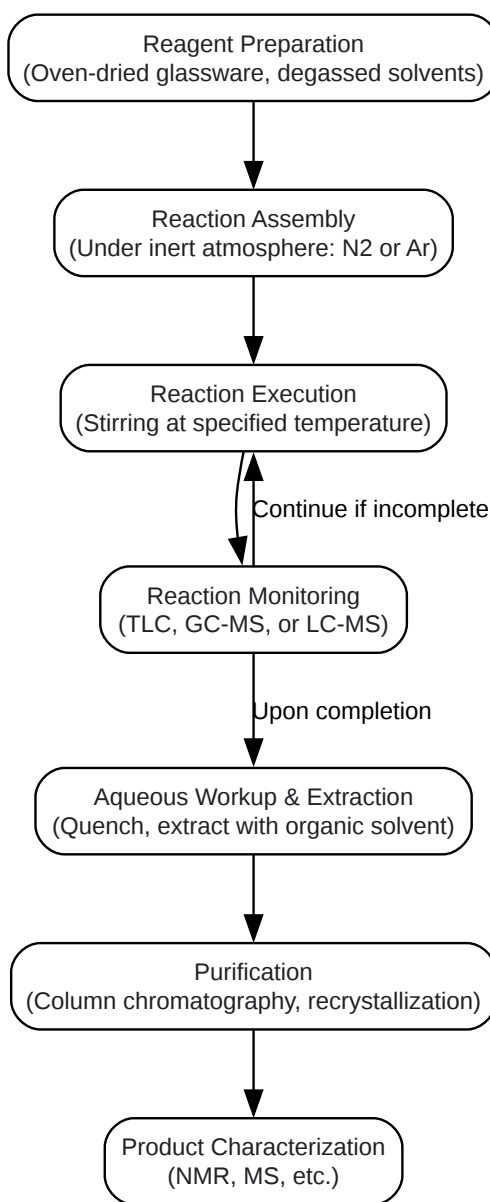 Reagent Preparation
(Oven-dried glassware, degassed solvents)
Reaction Assembly
(Under inert atmosphere: N2 or Ar)
Reaction Execution
(Stirring at specified temperature)
Continue if incomplete
Reaction Monitoring
(TLC, GC-MS, or LC-MS)
Upon completion
Aqueous Workup & Extraction
(Quench, extract with organic solvent)
Purification
(Column chromatography, recrystallization)
Product Characterization
(NMR, MS, etc.)